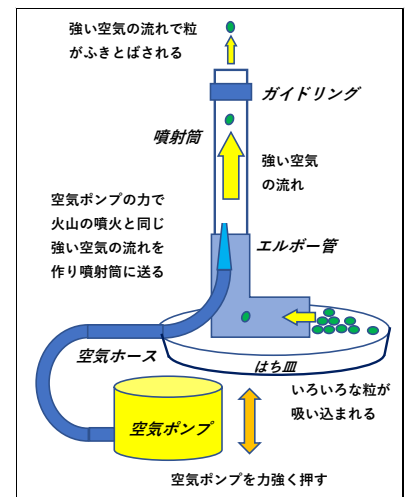 強い空気の流れで粒
がふきとばされる
ガイドリング
噴射筒
強い空気
の流れ
空気ポンプの力で
火山の噴火と同じ
強い空気の流れを
作り噴射筒に送る
エルボー管
空気ホース
はち皿
いろいろな粒が
吸い込まれる
空気ポンプ
空気ポンプを力強く押す